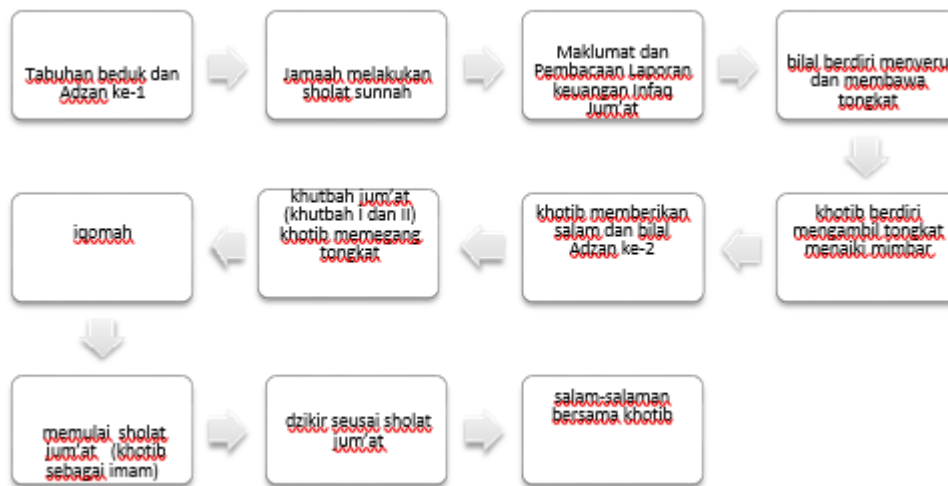 Tabuhan beduk dan
Adzan ke-1
Jamaah melakukan
sholat sunnah
Maklumat dan
Pembacaan Laporan
keuangan Infaq
Jum'at
bilal berdiri menyeru
dan membawa
tongkat
khotib berdiri
mengambil tongkat
menaiki mimbar
khotib memberikan
salam dan bilal
Adzan ke-2
khutbah jum'at
(khutbah I dan II)
khotib memegang
tongkat
iqomah
memulai sholat
jum'at (khotib
sebagai imam)
dzikir seusai sholat
jum'at
salam-salaman
bersama khotib